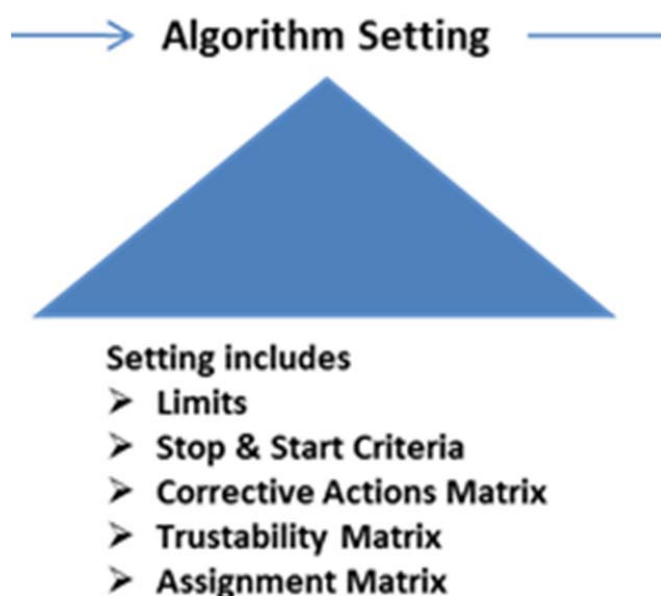 Algorithm Setting
Setting includes
➢ Limits
➢ Stop & Start Criteria
➢ Corrective Actions Matrix
➢ Trustability Matrix
➢ Assignment Matrix